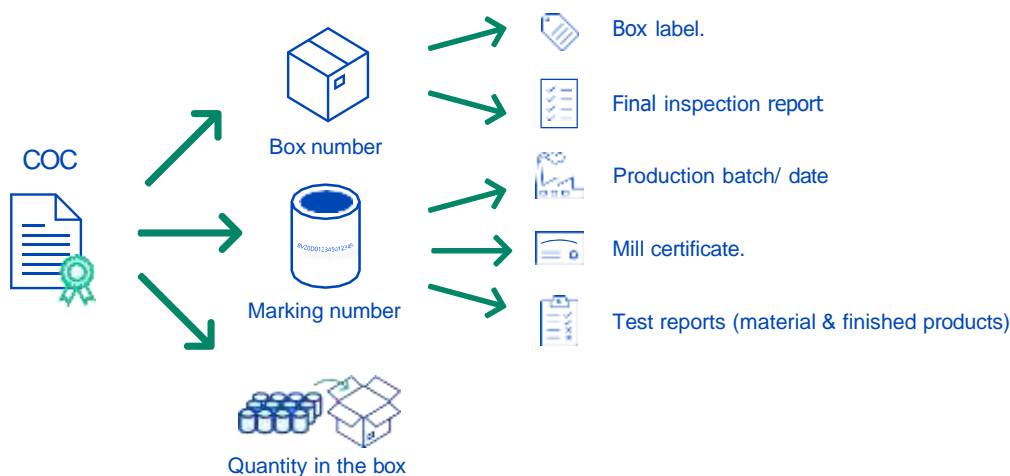 COC
Box number
Marking number
Quantity in the box
Box label.
Final inspection report
Production batch/ date
Mill certificate.
Test reports (material & finished products)